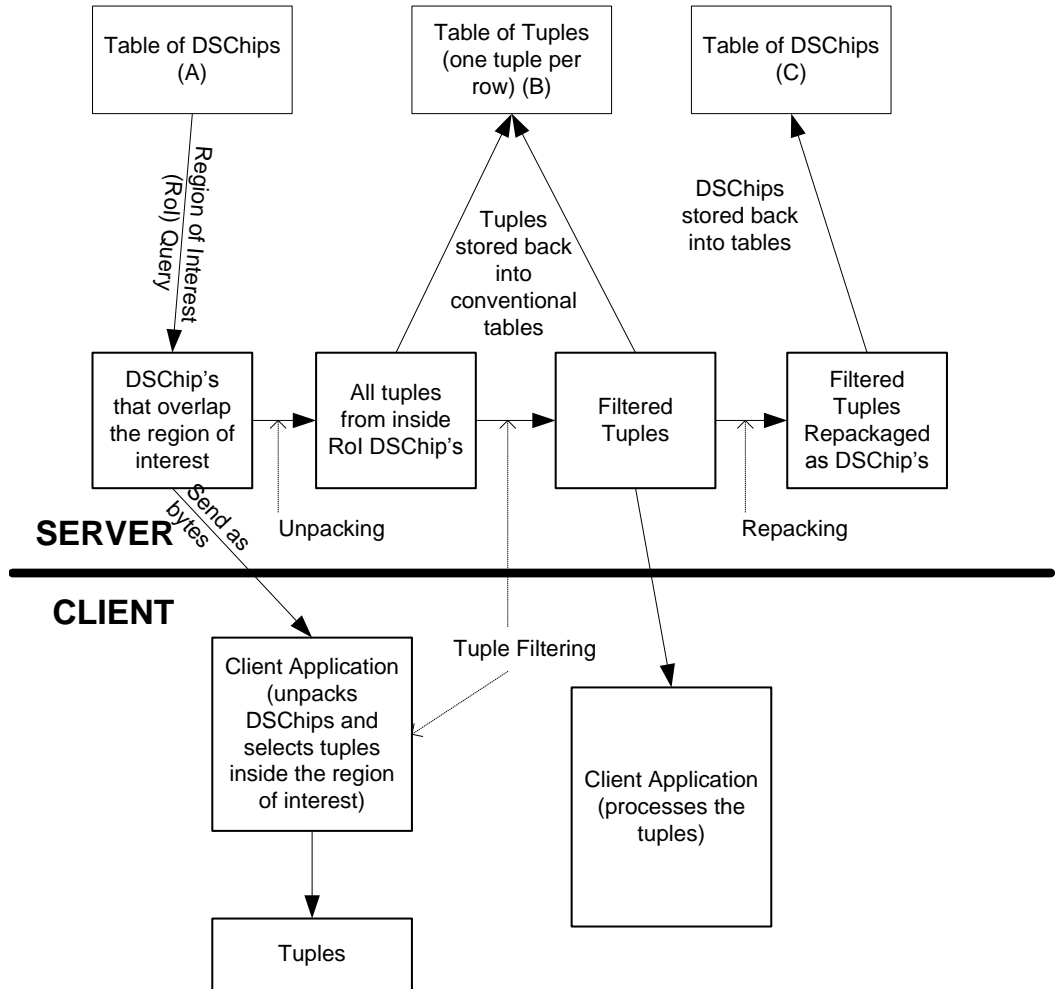 Table of DSChips
(A)
Table of Tuples
(one tuple per
row) (B)
Table of DSChips
(C)
Region of Interest
(RoI) Query
Tuples
stored back
into
conventional
tables
DSChips
stored back
into tables
DSChip's
that overlap
the region of
interest
All tuples
from inside
RoI DSChip's
Filtered
Tuples
Filtered
Tuples
Repackaged
as DSChip's
Send as
bytes
Unpacking
Repacking
SERVER
CLIENT
Tuple Filtering
Client Application
(unpacks
DSChips and
selects tuples
inside the region
of interest)
Client Application
(processes the
tuples)
Tuples